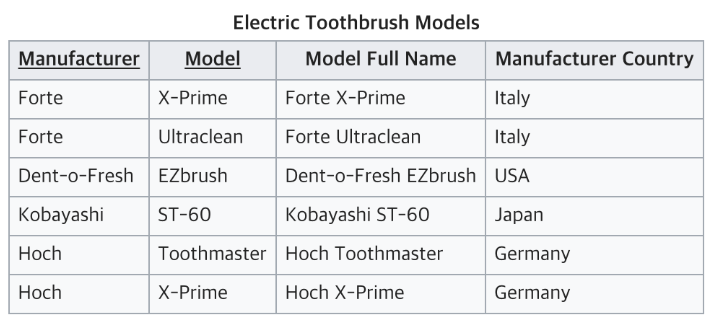 Electric Toothbrush Models
Manufacturer Model Model Full Name Manufacturer Country
Forte X-Prime Forte X-Prime Italy
Forte Ultraclean Forte Ultraclean Italy
Dent-o-Fresh EZbrush Dent-o-Fresh EZbrush USA
Kobayashi ST-60 Kobayashi ST-60 Japan
Hoch Toothmaster Hoch Toothmaster Germany
Hoch X-Prime Hoch X-Prime Germany